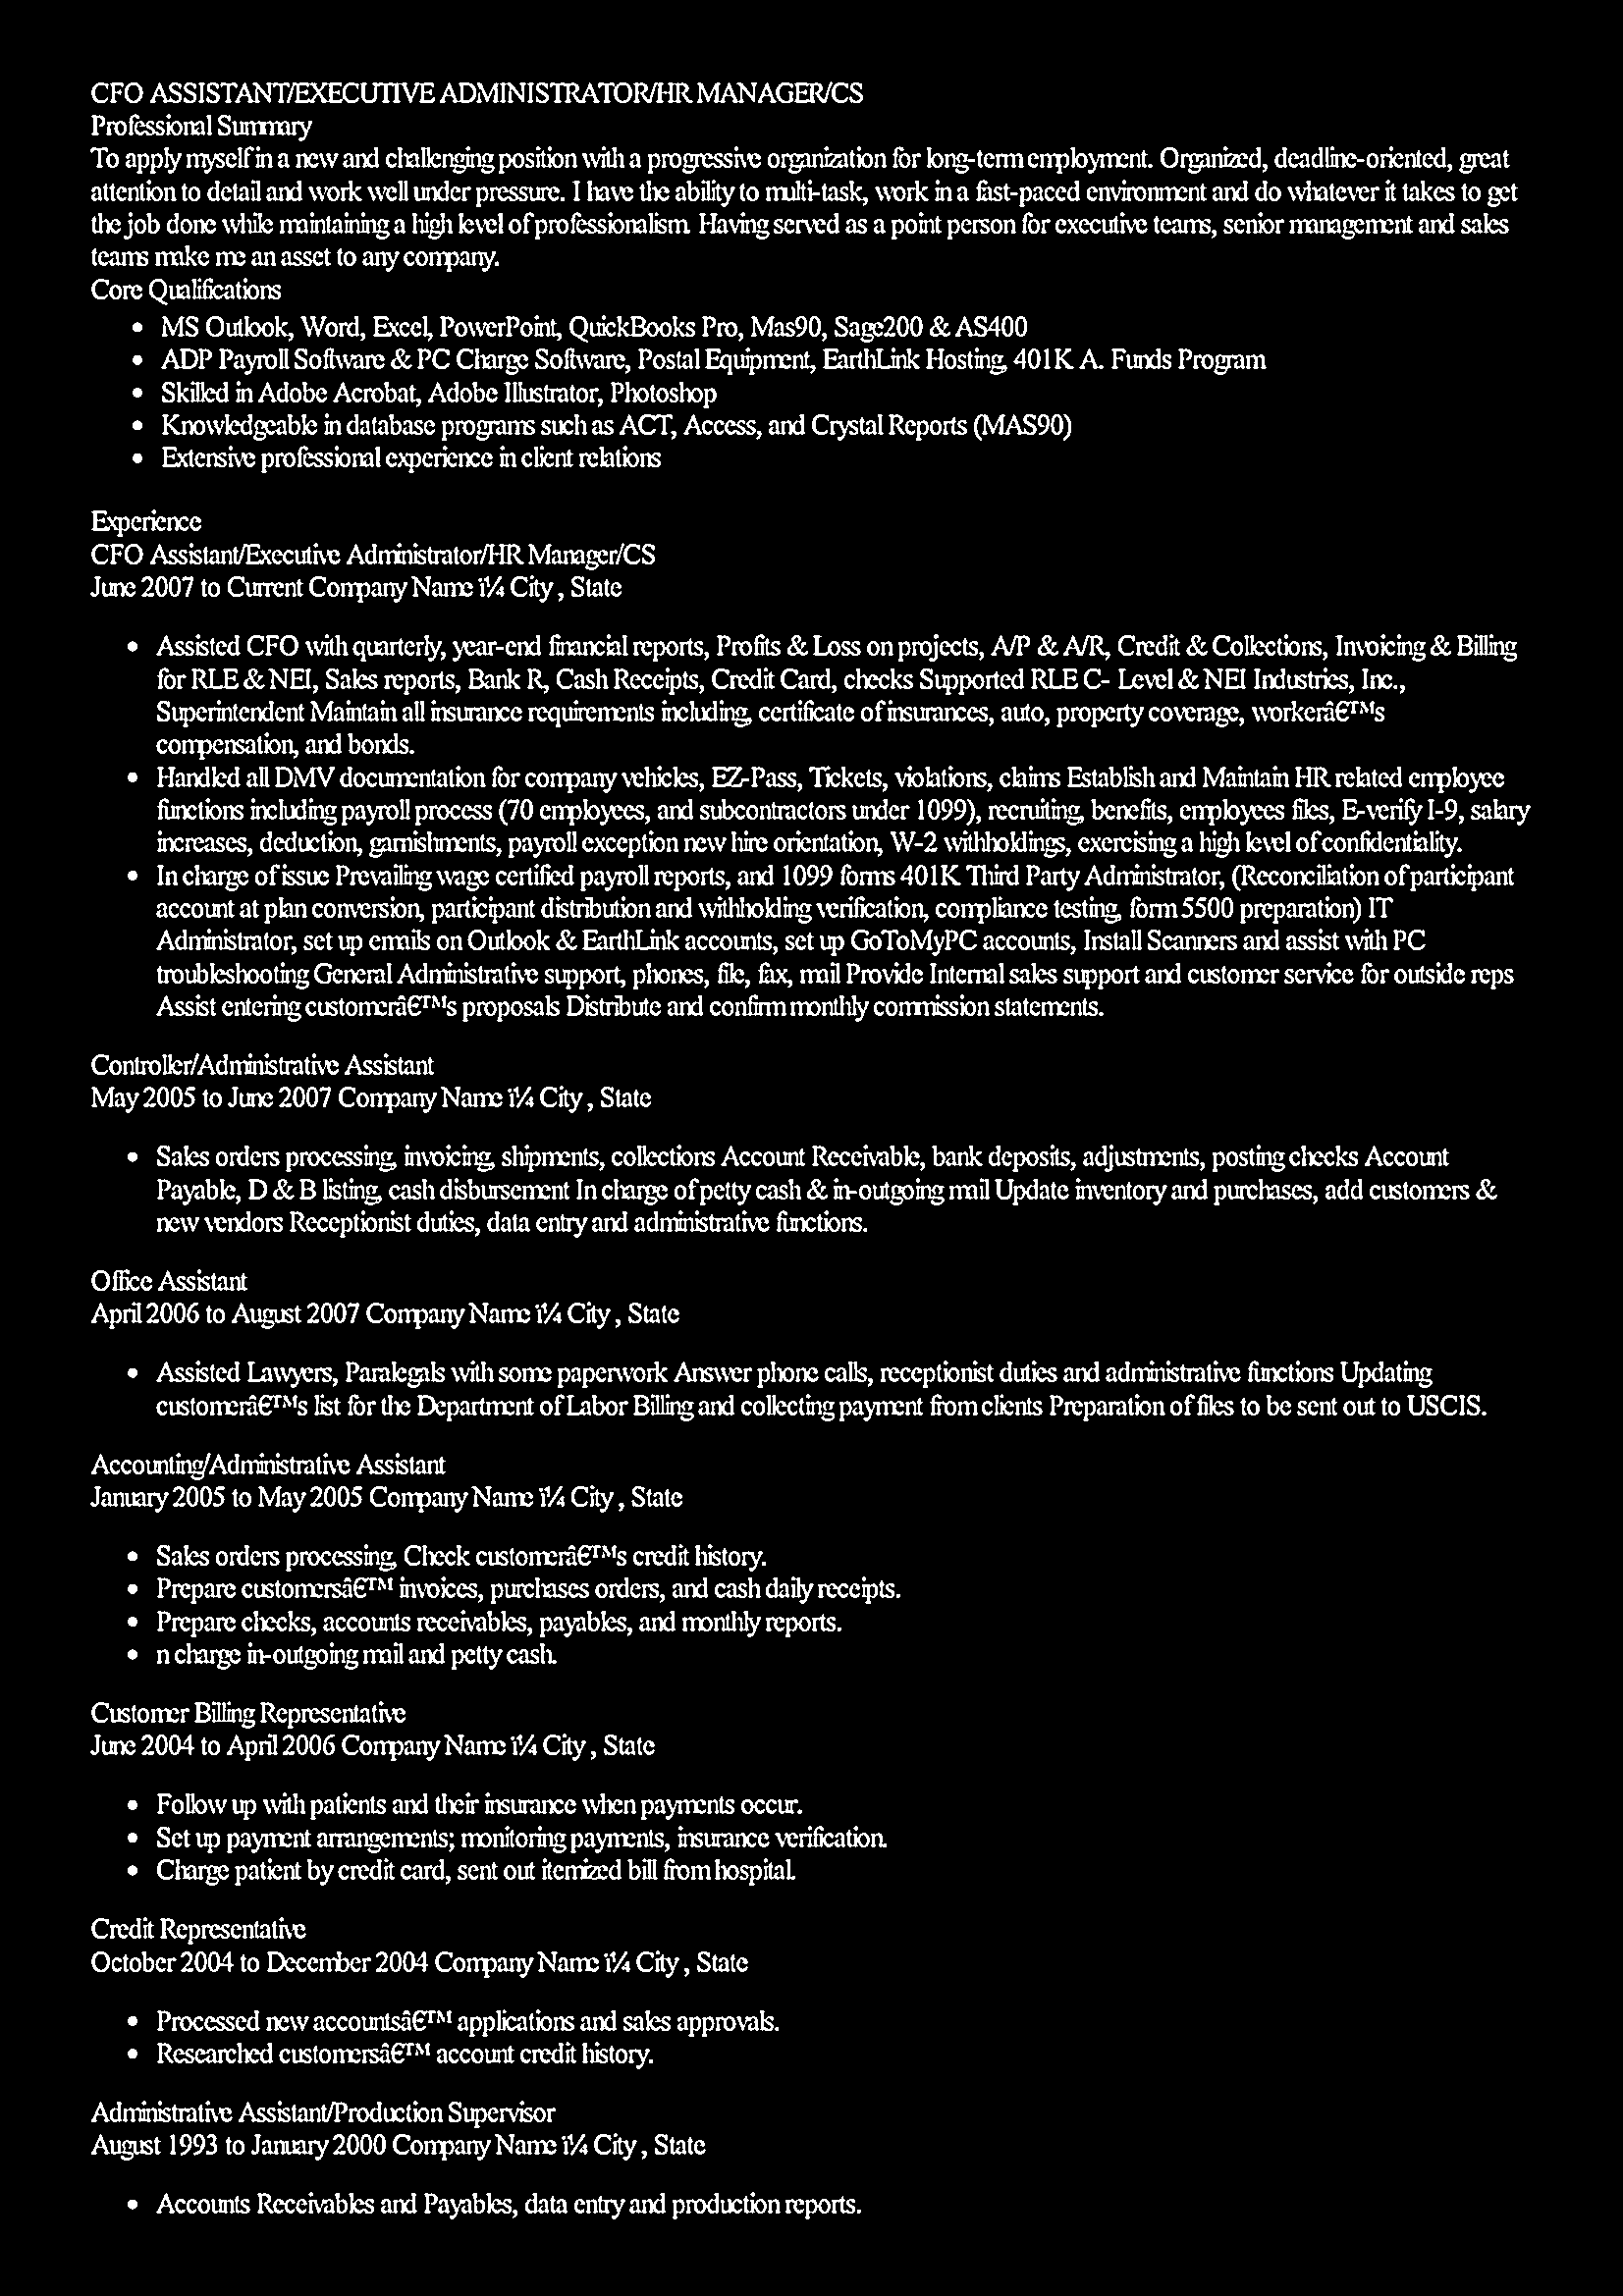 CFO ASSISTANT/EXECUTIVE ADMINISTRATOR/HR MANAGER/CS
Professional Summary
To apply myself in a new and challenging position with a progressive organization for long-term employment. Organized, deadline-oriented, great
attention to detail and work well under pressure. I have the ability to multi-task, work in a fast-paced environment and do whatever it takes to get
the job done while maintaining a high level of professionalism. Having served as a point person for executive teams, senior management and sales
teams make me an asset to any company.
Core Qualifications
• MS Outlook, Word, Excel, PowerPoint, QuickBooks Pro, Mas90, Sage200 & AS400
• ADP Payroll Software & PC Charge Software, Postal Equipment, EarthLink Hosting, 401K A. Funds Program
• Skilled in Adobe Acrobat, Adobe Illustrator, Photoshop
• Knowledgeable in database programs such as ACT, Access, and Crystal Reports (MAS90)
• Extensive professional experience in client relations
Experience
CFO Assistant/Executive Administrator/HR Manager/CS
June 2007 to Current Company Name ï¼ City , State
• Assisted CFO with quarterly, year-end financial reports, Profits & Loss on projects, A/P & A/R, Credit & Collections, Invoicing & Billing
for RLE & NEI, Sales reports, Bank R, Cash Receipts, Credit Card, checks Supported RLE C- Level & NEI Industries, Inc.,
Superintendent Maintain all insurance requirements including, certificate of insurances, auto, property coverage, workerâ€™s
compensation, and bonds.
• Handled all DMV documentation for company vehicles, EZ-Pass, Tickets, violations, claims Establish and Maintain HR related employee
functions including payroll process (70 employees, and subcontractors under 1099), recruiting, benefits, employees files, E-verify I-9, salary
increases, deduction, garnishments, payroll exception new hire orientation, W-2 withholdings, exercising a high level of confidentiality.
• In charge of issue Prevailing wage certified payroll reports, and 1099 forms 401K Third Party Administrator, (Reconciliation of participant
account at plan conversion, participant distribution and withholding verification, compliance testing, form 5500 preparation) IT
Administrator, set up emails on Outlook & EarthLink accounts, set up GoToMyPC accounts, Install Scanners and assist with PC
troubleshooting General Administrative support, phones, file, fax, mail Provide Internal sales support and customer service for outside reps
Assist entering customerâ€™s proposals Distribute and confirm monthly commission statements.
Controller/Administrative Assistant
May 2005 to June 2007 Company Name ï¼ City , State
• Sales orders processing, invoicing, shipments, collections Account Receivable, bank deposits, adjustments, posting checks Account
Payable, D & B listing, cash disbursement In charge of petty cash & in-outgoing mail Update inventory and purchases, add customers &
new vendors Receptionist duties, data entry and administrative functions.
Office Assistant
April 2006 to August 2007 Company Name ï¼ City , State
• Assisted Lawyers, Paralegals with some paperwork Answer phone calls, receptionist duties and administrative functions Updating
customerâ€™s list for the Department of Labor Billing and collecting payment from clients Preparation of files to be sent out to USCIS.
Accounting/Administrative Assistant
January 2005 to May 2005 Company Name ï¼ City , State
• Sales orders processing, Check customerâ€™s credit history.
• Prepare customersâ€™ invoices, purchases orders, and cash daily receipts.
• Prepare checks, accounts receivables, payables, and monthly reports.
• n charge in-outgoing mail and petty cash.
Customer Billing Representative
June 2004 to April 2006 Company Name ï¼ City , State
• Follow up with patients and their insurance when payments occur.
• Set up payment arrangements; monitoring payments, insurance verification.
• Charge patient by credit card, sent out itemized bill from hospital.
Credit Representative
October 2004 to December 2004 Company Name ï¼ City , State
• Processed new accountsâ€™ applications and sales approvals.
• Researched customersâ€™ account credit history.
Administrative Assistant/Production Supervisor
August 1993 to January 2000 Company Name ï¼ City , State
• Accounts Receivables and Payables, data entry and production reports.